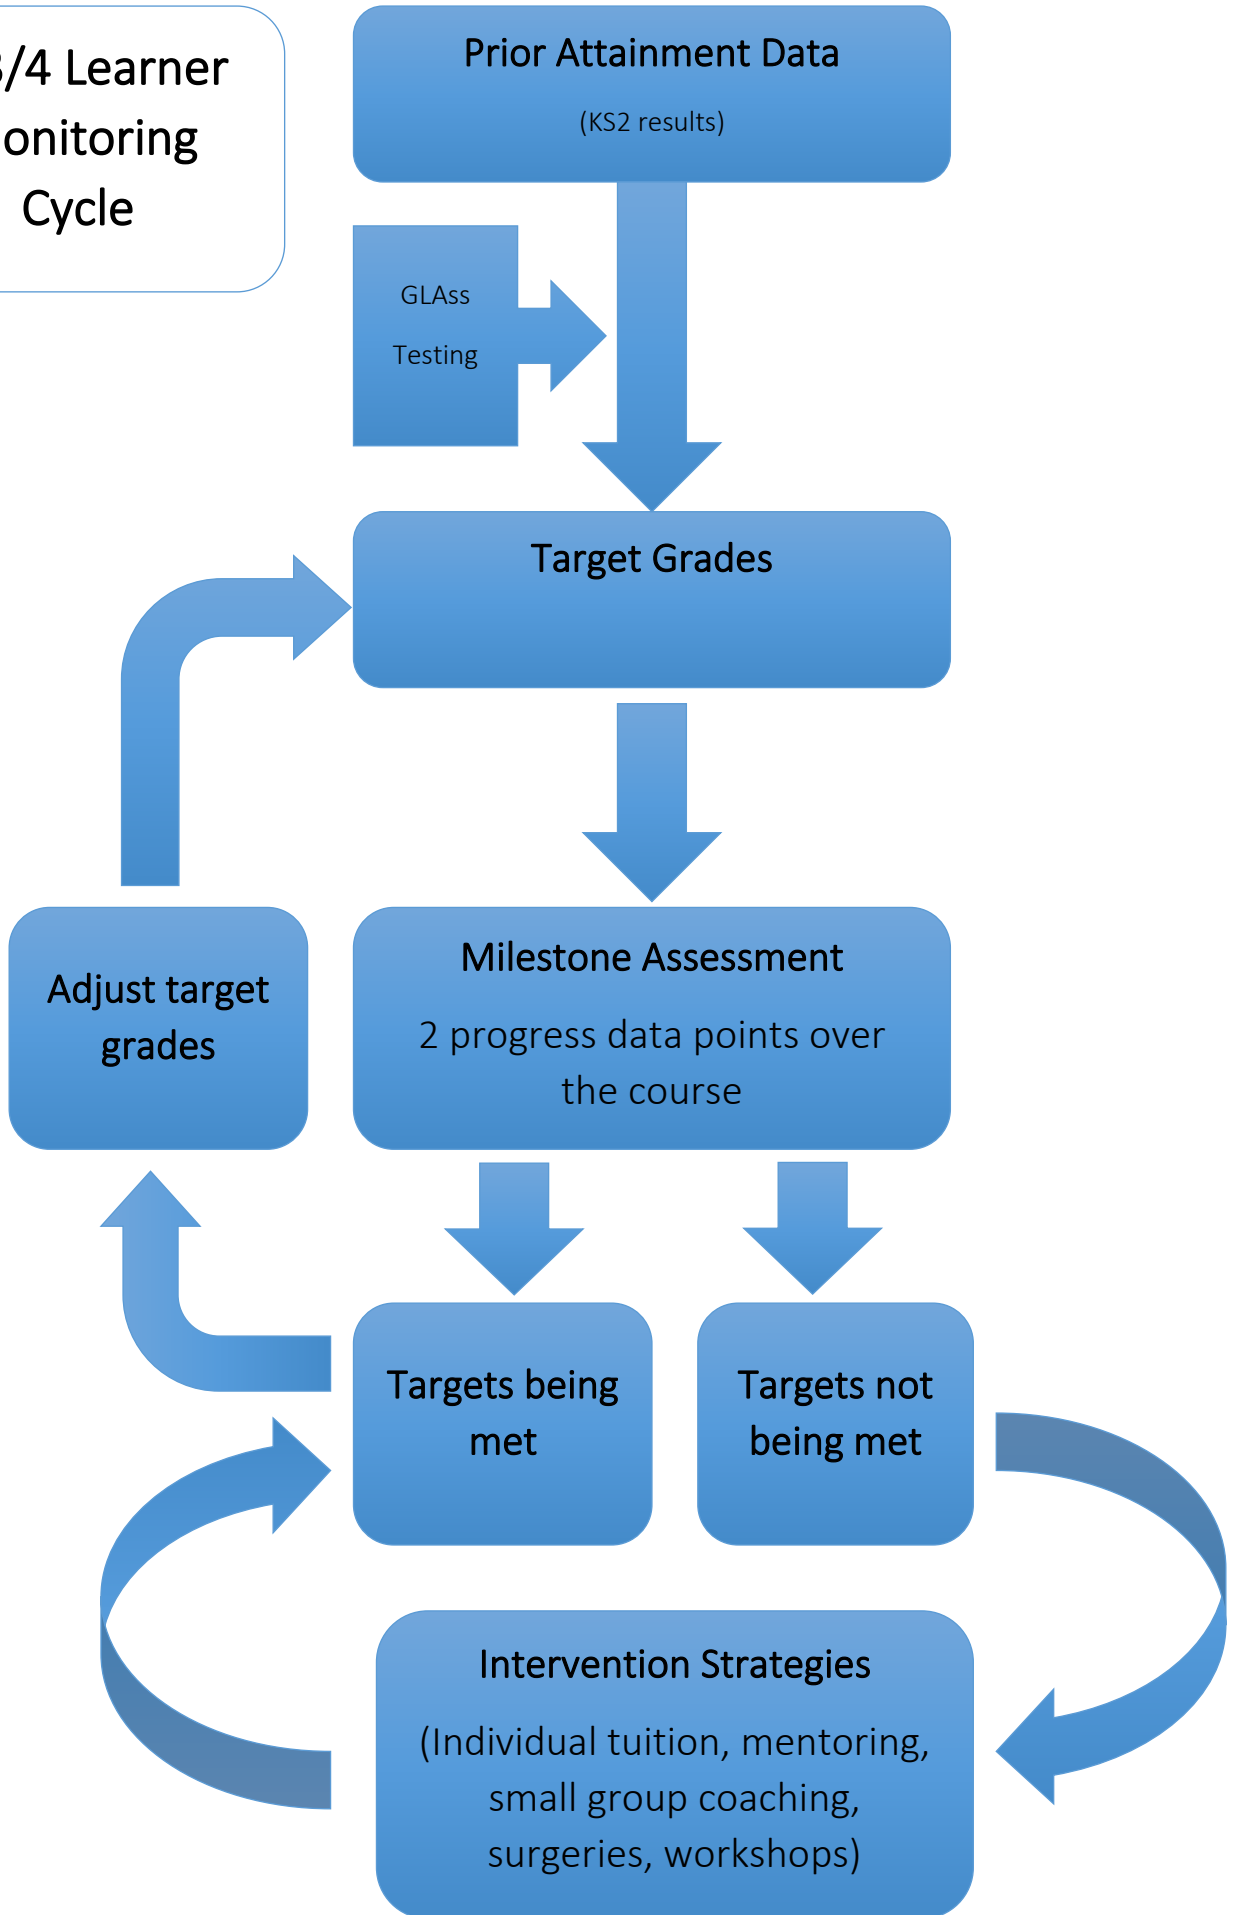 3/4 Learner
onitoring
Cycle
Prior Attainment Data
(KS2 results)
GLAss
Testing
Target Grades
Adjust target
grades
Milestone Assessment
2 progress data points over
the course
Targets being
met
Targets not
being met
Intervention Strategies
(Individual tuition, mentoring,
small group coaching,
surgeries, workshops)